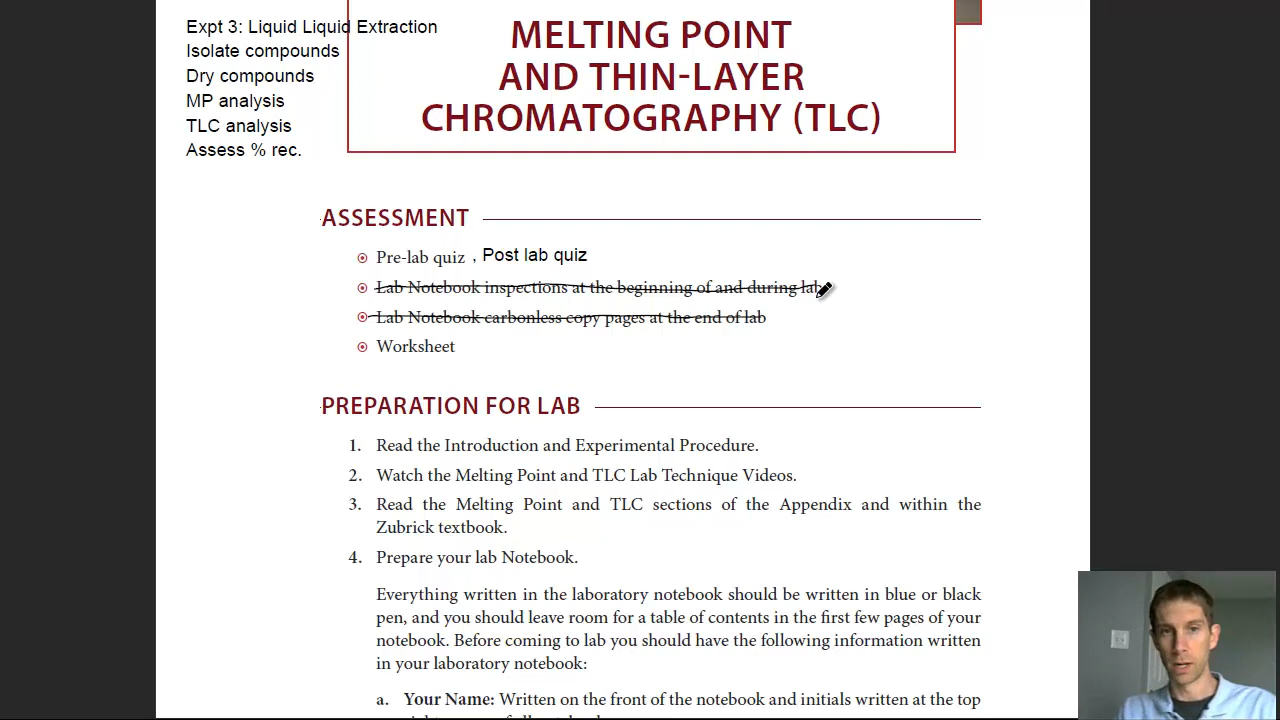 Expt 3: Liquid Liquid Extraction
Isolate compounds
Dry compounds
MP analysis
TLC analysis
Assess % rec.
MELTING POINT
AND THIN-LAYER
CHROMATOGRAPHY (TLC)
ASSESSMENT
Pre-lab quiz , Post lab quiz
Lab Notebook inspections at the beginning of and during lab
Lab Notebook carbonless copy pages at the end of lab
Worksheet
PREPARATION FOR LAB
1. Read the Introduction and Experimental Procedure.
2. Watch the Melting Point and TLC Lab Technique Videos.
3. Read the Melting Point and TLC sections of the Appendix and within the
Zubrick textbook.
4. Prepare your lab Notebook.
Everything written in the laboratory notebook should be written in blue or black
pen, and you should leave room for a table of contents in the first few pages of your
notebook. Before coming to lab you should have the following information written
in your laboratory notebook:
a. Your Name: Written on the front of the notebook and initials written at the top